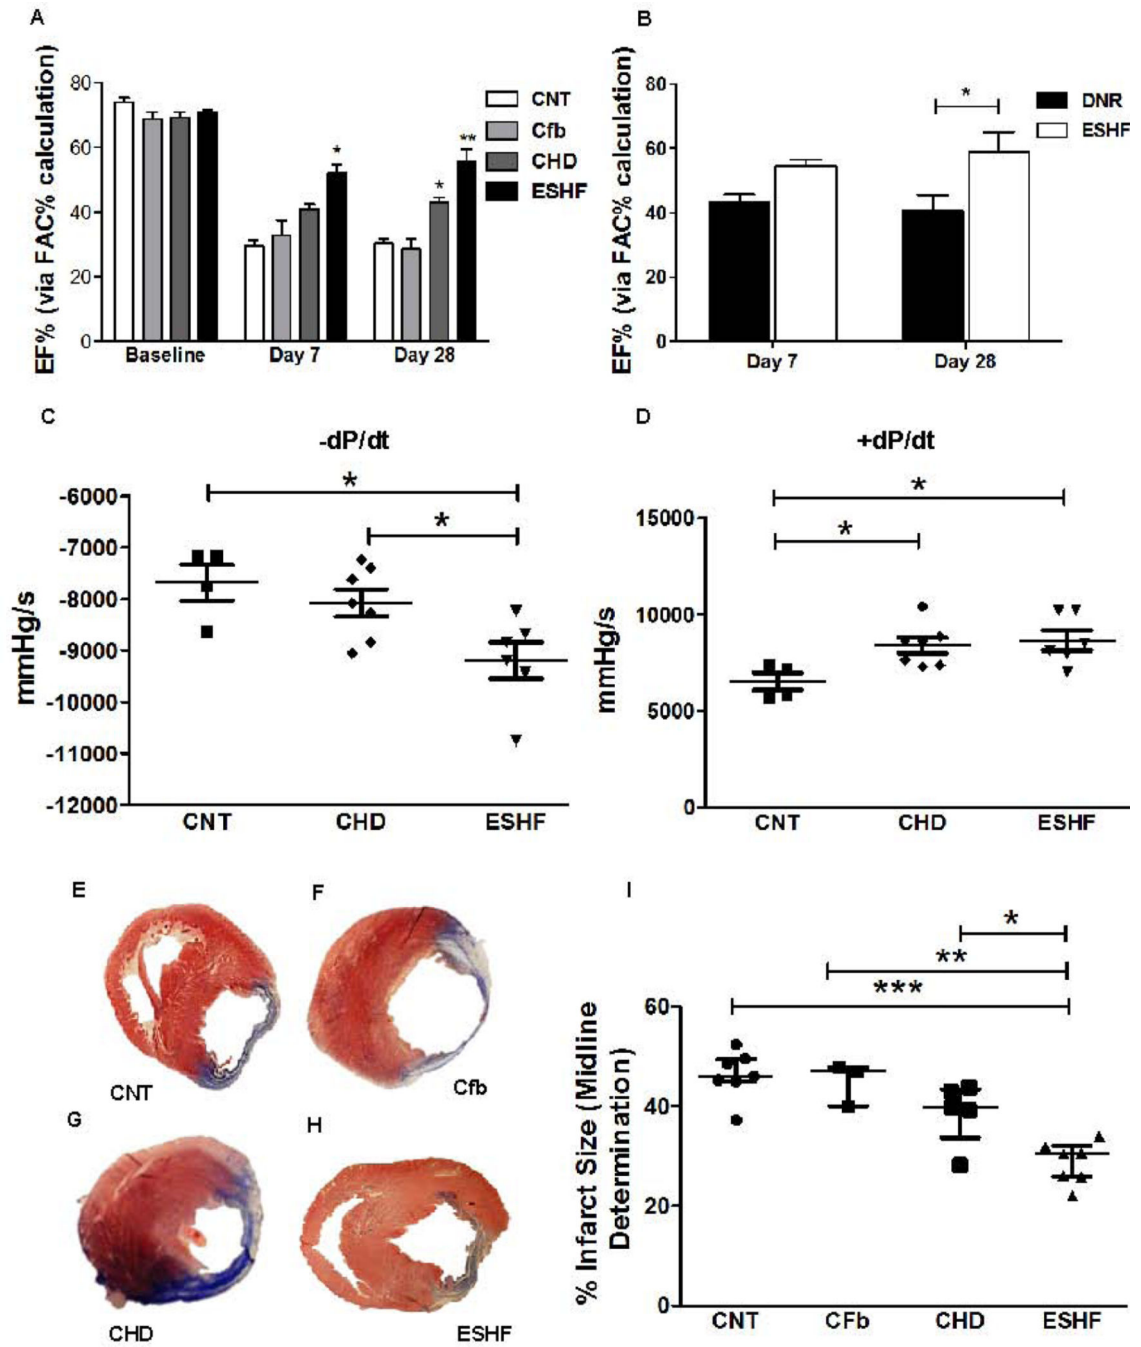 A
EF% (via FAC% calculation)
80
60
40
20
0
*
*
**
Baseline
Day 7
Day 28
CNT
Cfb
CHD
ESHF
B
EF% (via FAC% calculation)
80
60
40
20
0
*
Day 7
Day 28
DNR
ESHF
C
-dP/dt
mmHg/s
-6000
-7000
-8000
-9000
-10000
-11000
-12000
*
*
CNT
CHD
ESHF
D
+dP/dt
mmHg/s
15000
10000
5000
0
*
*
CNT
CHD
ESHF
E
CNT
F
Cfb
G
CHD
H
ESHF
I
% Infarct Size (Midline
Determination)
60
40
20
0
*
**
***
CNT
CFb
CHD
ESHF